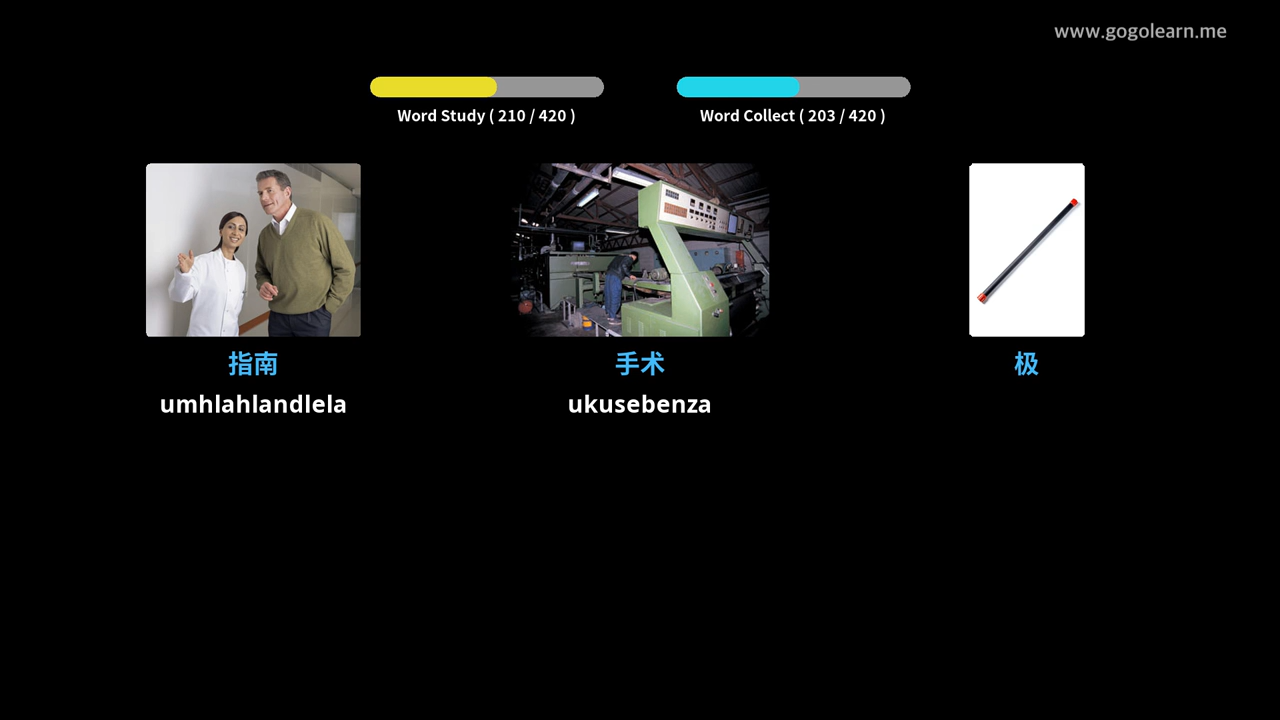 www.gogolearn.me
Word Study ( 210 / 420 )
Word Collect ( 203 / 420 )
指南
手术
极
umhlahlandlela
ukusebenza